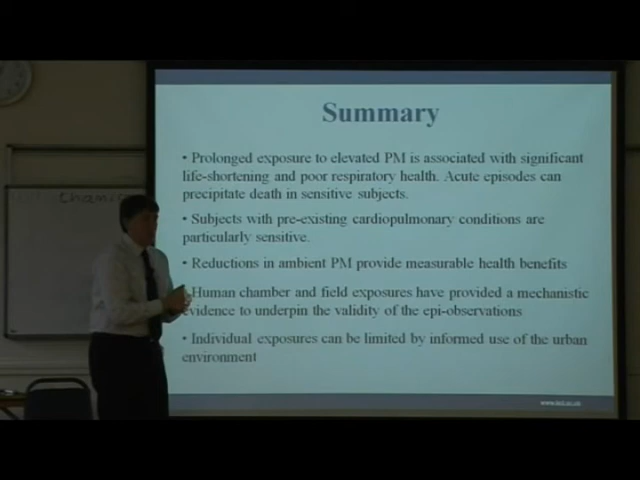 Summary
• Prolonged exposure to elevated PM is associated with significant
life-shortening and poor respiratory health. Acute episodes can
precipitate death in sensitive subjects.
• Subjects with pre-existing cardiopulmonary conditions are
particularly sensitive.
• Reductions in ambient PM provide measurable health benefits
Human chamber and field exposures have provided a mechanistic
evidence to underpin the validity of the epi-observations
• Individual exposures can be limited by informed use of the urban
environment